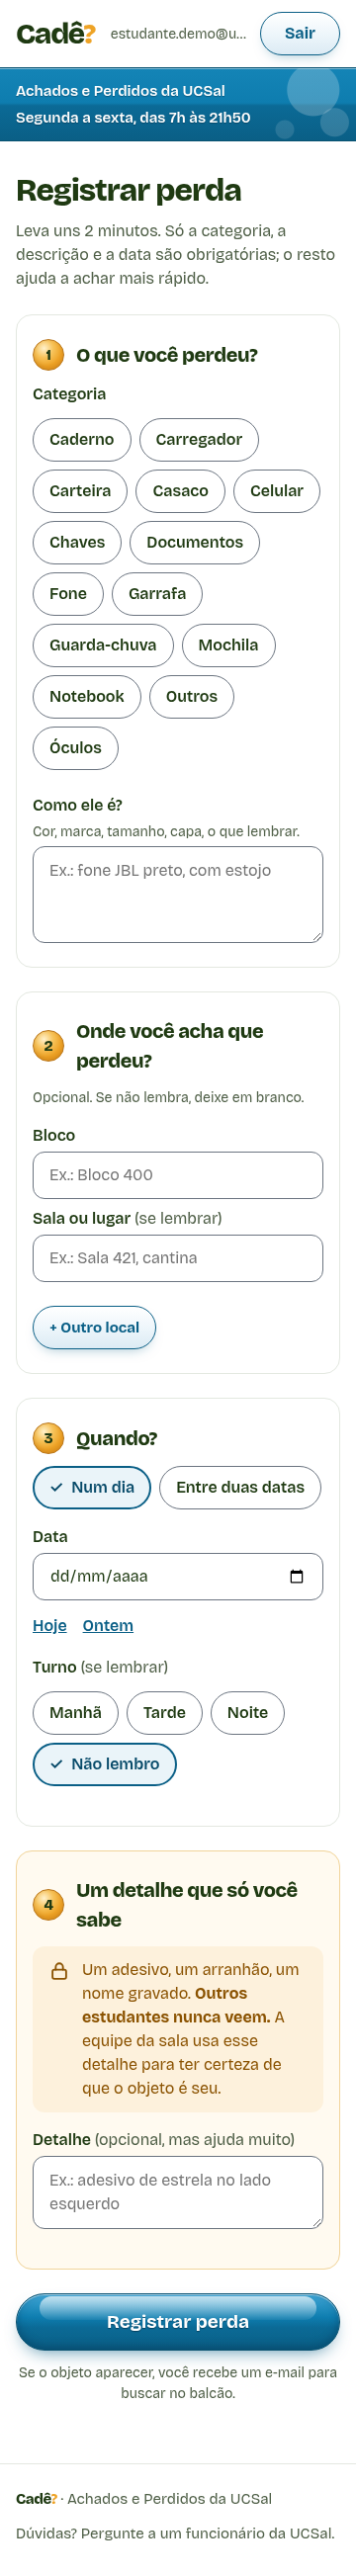 Cadê? estudante.demo@u... Sair
Achados e Perdidos da UCSal
Segunda a sexta, das 7h às 21h50
Registrar perda
Leva uns 2 minutos. Só a categoria, a
descrição e a data são obrigatórias; o resto
ajuda a achar mais rápido.
1 O que você perdeu?
Categoria
Caderno Carregador
Carteira Casaco Celular
Chaves Documentos
Fone Garrafa
Guarda-chuva Mochila
Notebook Outros
Óculos
Como ele é?
Cor, marca, tamanho, capa, o que lembrar.
Ex.: fone JBL preto, com estojo
2 Onde você acha que
perdeu?
Opcional. Se não lembra, deixe em branco.
Bloco
Ex.: Bloco 400
Sala ou lugar (se lembrar)
Ex.: Sala 421, cantina
+ Outro local
3 Quando?
✓ Num dia Entre duas datas
Data
dd/mm/aaaa
Hoje Ontem
Turno (se lembrar)
Manhã Tarde Noite
✓ Não lembro
4 Um detalhe que só você
sabe
Um adesivo, um arranhão, um
nome gravado. Outros
estudantes nunca veem. A
equipe da sala usa esse
detalhe para ter certeza de
que o objeto é seu.
Detalhe (opcional, mas ajuda muito)
Ex.: adesivo de estrela no lado
esquerdo
Registrar perda
Se o objeto aparecer, você recebe um e-mail para
buscar no balcão.
Cadê? · Achados e Perdidos da UCSal
Dúvidas? Pergunte a um funcionário da UCSal.